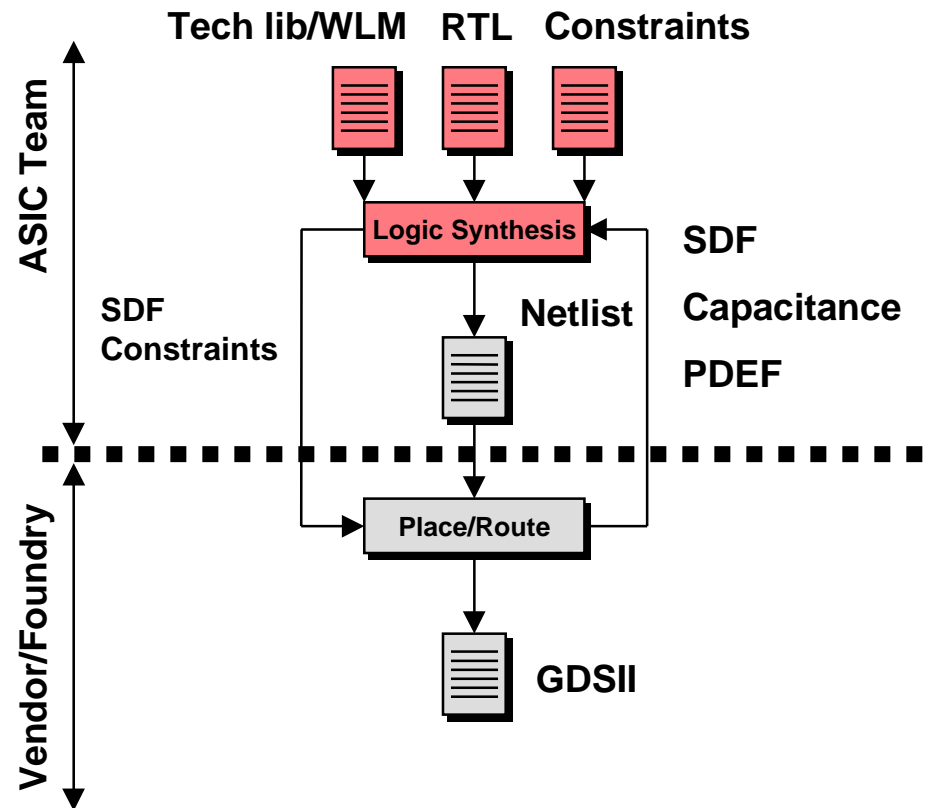 Tech lib/WLM RTL Constraints
ASIC Team
Logic Synthesis
SDF
Capacitance
PDEF
SDF
Constraints
Netlist
Place/Route
Vendor/Foundry
GDSII